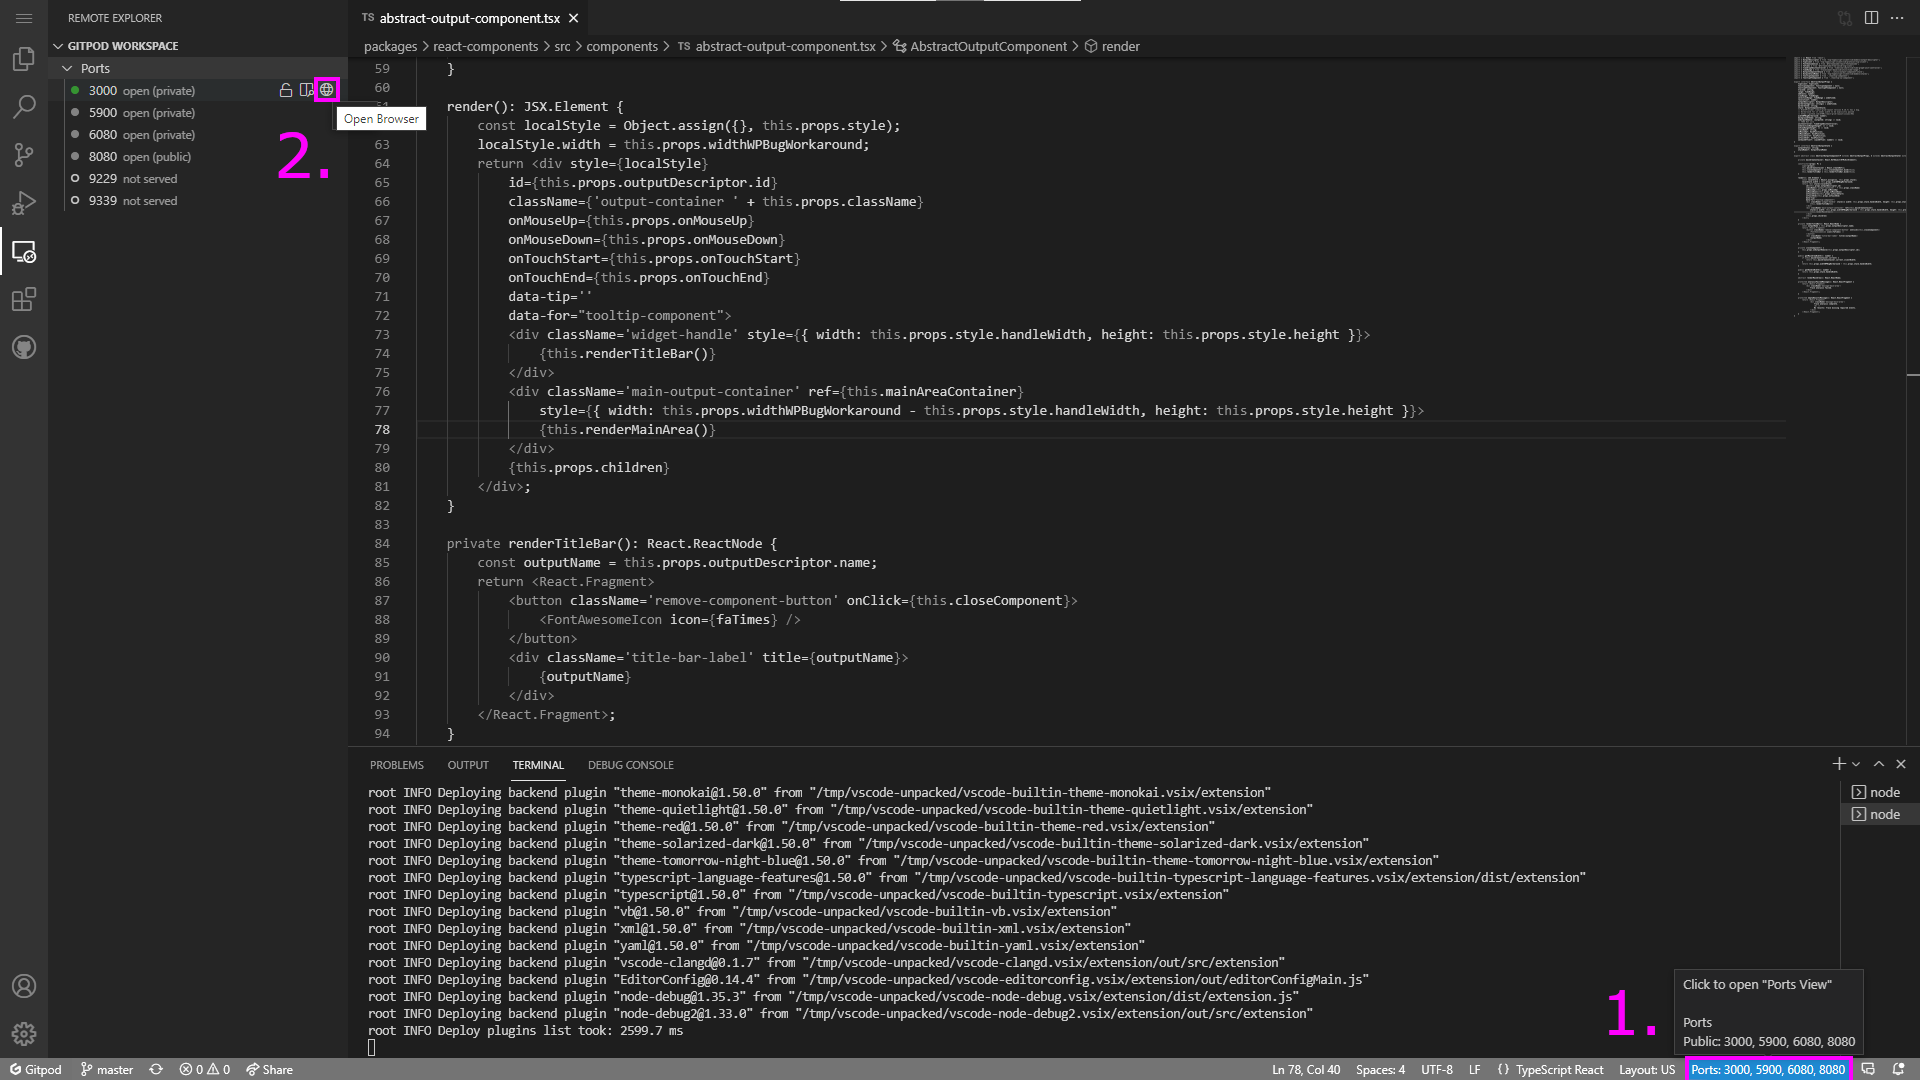 REMOTE EXPLORER
GITPOD WORKSPACE
Ports
3000 open (private)
5900 open (private)
6080 open (private)
8080 open (public)
9229 not served
9339 not served
Open Browser
2.
TS abstract-output-component.tsx
packages > react-components > src > components > TS abstract-output-component.tsx > AbstractOutputComponent > render
59 }
60
61 render(): JSX.Element {
const localStyle = Object.assign({}, this.props.style);
63 localStyle.width = this.props.widthWPBugWorkaround;
64 return <div style={localStyle}
65 id={this.props.outputDescriptor.id}
66 className={'output-container ' + this.props.className}
67 onMouseUp={this.props.onMouseUp}
68 onMouseDown={this.props.onMouseDown}
69 onTouchStart={this.props.onTouchStart}
70 onTouchEnd={this.props.onTouchEnd}
71 data-tip=''
72 data-for="tooltip-component">
73 <div className='widget-handle' style={{ width: this.props.style.handleWidth, height: this.props.style.height }}>
74 {this.renderTitleBar()}
75 </div>
76 <div className='main-output-container' ref={this.mainAreaContainer}
77 style={{ width: this.props.widthWPBugWorkaround - this.props.style.handleWidth, height: this.props.style.height }}>
78 {this.renderMainArea()}
79 </div>
80 {this.props.children}
81 </div>;
82 }
83
84 private renderTitleBar(): React.ReactNode {
85 const outputName = this.props.outputDescriptor.name;
86 return <React.Fragment>
87 <button className='remove-component-button' onClick={this.closeComponent}>
88 <FontAwesomeIcon icon={faTimes} />
89 </button>
90 <div className='title-bar-label' title={outputName}>
91 {outputName}
92 </div>
93 </React.Fragment>;
94 }
PROBLEMS OUTPUT TERMINAL DEBUG CONSOLE
root INFO Deploying backend plugin "theme-monokai@1.50.0" from "/tmp/vscode-unpacked/vscode-builtin-theme-monokai.vsix/extension"
root INFO Deploying backend plugin "theme-quietlight@1.50.0" from "/tmp/vscode-unpacked/vscode-builtin-theme-quietlight.vsix/extension"
root INFO Deploying backend plugin "theme-red@1.50.0" from "/tmp/vscode-unpacked/vscode-builtin-theme-red.vsix/extension"
root INFO Deploying backend plugin "theme-solarized-dark@1.50.0" from "/tmp/vscode-unpacked/vscode-builtin-theme-solarized-dark.vsix/extension"
root INFO Deploying backend plugin "theme-tomorrow-night-blue@1.50.0" from "/tmp/vscode-unpacked/vscode-builtin-theme-tomorrow-night-blue.vsix/extension"
root INFO Deploying backend plugin "typescript-language-features@1.50.0" from "/tmp/vscode-unpacked/vscode-builtin-typescript-language-features.vsix/extension/dist/extension"
root INFO Deploying backend plugin "typescript@1.50.0" from "/tmp/vscode-unpacked/vscode-builtin-typescript.vsix/extension"
root INFO Deploying backend plugin "vb@1.50.0" from "/tmp/vscode-unpacked/vscode-builtin-vb.vsix/extension"
root INFO Deploying backend plugin "xml@1.50.0" from "/tmp/vscode-unpacked/vscode-builtin-xml.vsix/extension"
root INFO Deploying backend plugin "yaml@1.50.0" from "/tmp/vscode-unpacked/vscode-builtin-yaml.vsix/extension"
root INFO Deploying backend plugin "vscode-clangd@0.1.7" from "/tmp/vscode-unpacked/vscode-clangd.vsix/extension/out/src/extension"
root INFO Deploying backend plugin "EditorConfig@0.14.4" from "/tmp/vscode-unpacked/vscode-editorconfig.vsix/extension/out/editorConfigMain.js"
root INFO Deploying backend plugin "node-debug@1.35.3" from "/tmp/vscode-unpacked/vscode-node-debug.vsix/extension/dist/extension.js"
root INFO Deploying backend plugin "node-debug2@1.33.0" from "/tmp/vscode-unpacked/vscode-node-debug2.vsix/extension/out/src/extension"
root INFO Deploy plugins list took: 2599.7 ms
node
node
1.
Click to open "Ports View"
Ports
Public: 3000, 5900, 6080, 8080
Gitpod master 0 0 Share Ln 78, Col 40 Spaces: 4 UTF-8 LF {} TypeScript React Layout: US Ports: 3000, 5900, 6080, 8080